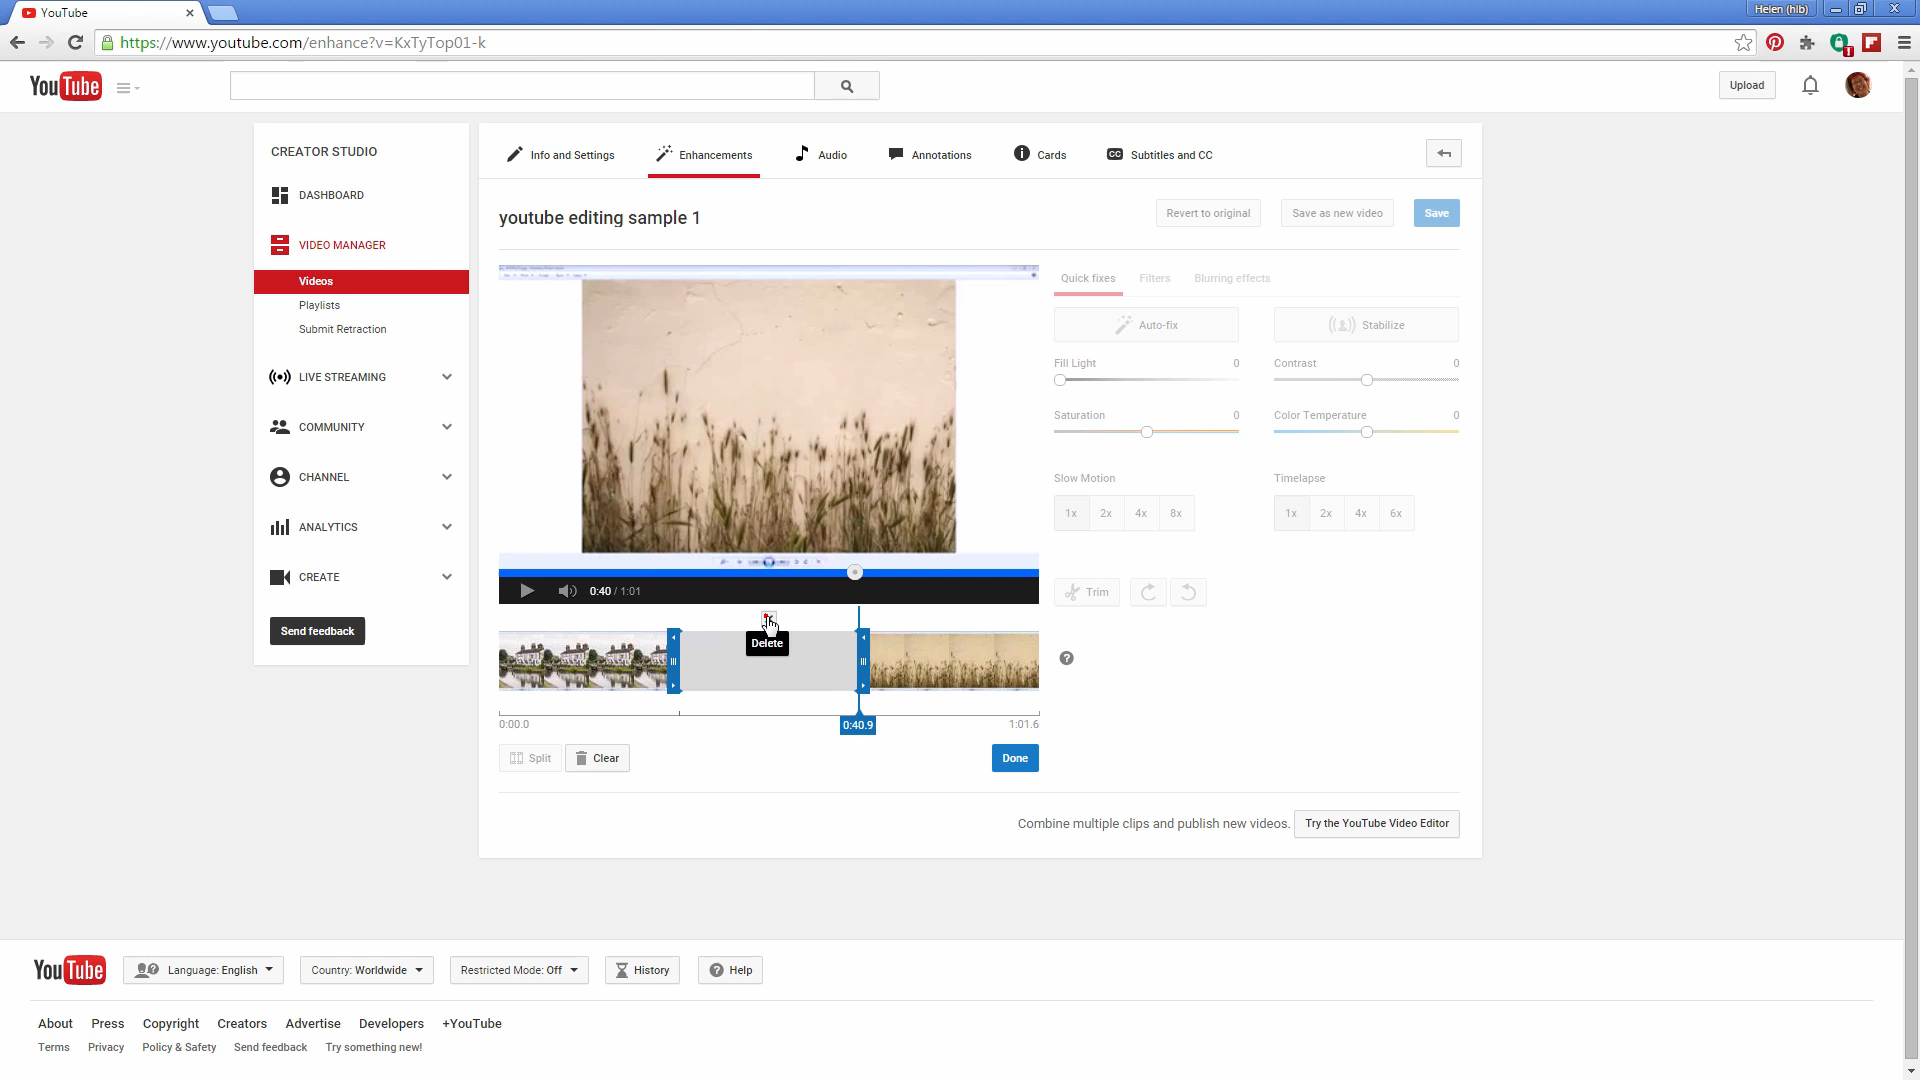 YouTube
Helen (hlb)
https://www.youtube.com/enhance?v=KxTyTop01-k
YouTube
Upload
CREATOR STUDIO
DASHBOARD
VIDEO MANAGER
Videos
Playlists
Submit Retraction
LIVE STREAMING
COMMUNITY
CHANNEL
ANALYTICS
CREATE
Send feedback
Info and Settings
Enhancements
Audio
Annotations
Cards
CC
Subtitles and CC
youtube editing sample 1
Revert to original
Save as new video
Save
Quick fixes
Filters
Blurring effects
Auto-fix
Stabilize
Fill Light 0
Contrast 0
Saturation 0
Color Temperature 0
Slow Motion
Timelapse
1x 2x 4x 8x
1x 2x 4x 6x
0:40 / 1:01
Trim
Delete
0:00.0
0:40.9
1:01.6
Split
Clear
Done
Combine multiple clips and publish new videos.
Try the YouTube Video Editor
YouTube
Language: English
Country: Worldwide
Restricted Mode: Off
History
Help
About Press Copyright Creators Advertise Developers +YouTube
Terms Privacy Policy & Safety Send feedback Try something new!